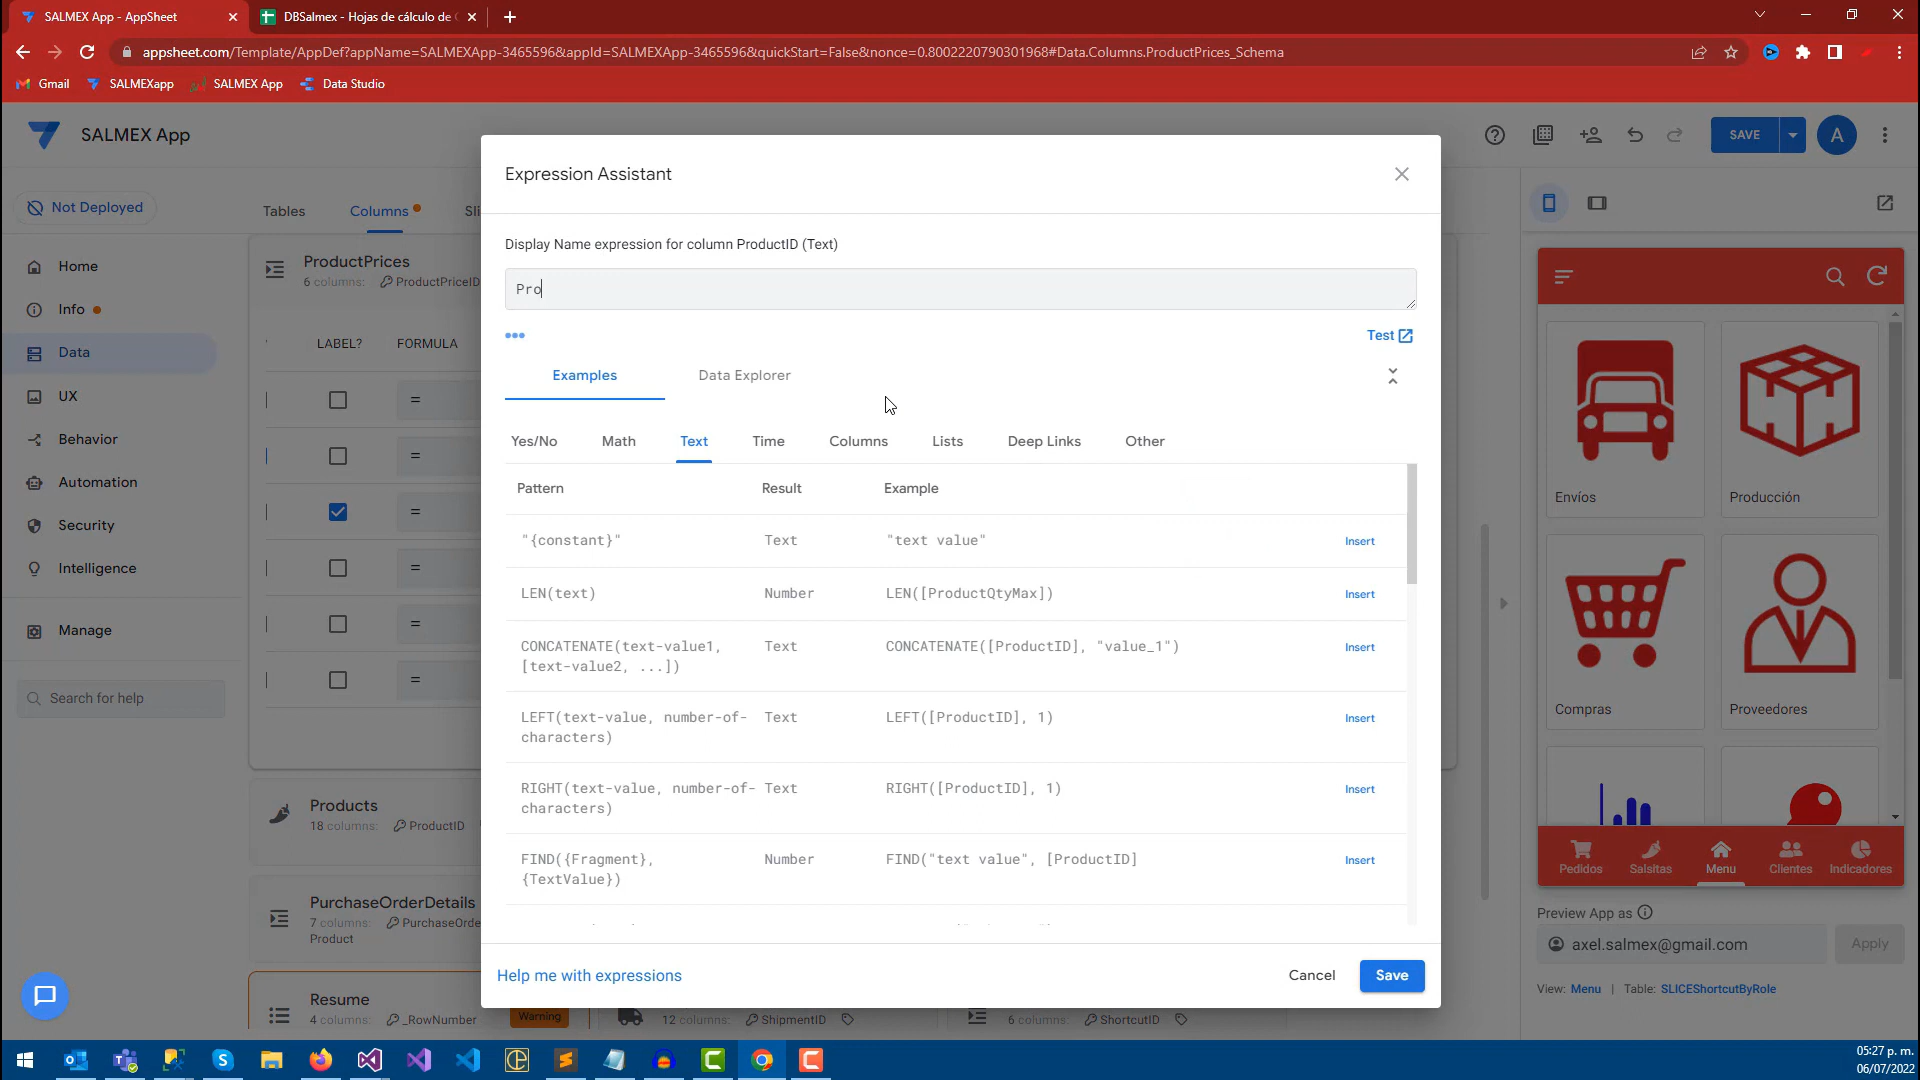 SALMEX App - AppSheet
DBSalmex - Hojas de cálculo de
appsheet.com/Template/AppDef?appName=SALMEXApp-3465596&appId=SALMEXApp-3465596&quickStart=False&nonce=0.8002220790301968#Data.Columns.ProductPrices_Schema
Gmail SALMEXapp SALMEX App Data Studio
SALMEX App
SAVE
A
Not Deployed
Home
Info
Data
UX
Behavior
Automation
Security
Intelligence
Manage
Search for help
Tables Columns Sli
ProductPrices
6 columns: ProductPriceID
LABEL? FORMULA
=
=
=
=
=
=
Products
18 columns: ProductID
PurchaseOrderDetails
7 columns: PurchaseOrde
Product
Resume
4 columns: _RowNumber
Warning
12 columns: ShipmentID
6 columns: ShortcutID
Expression Assistant
Display Name expression for column ProductID (Text)
Pro
Test
Examples Data Explorer
Yes/No Math Text Time Columns Lists Deep Links Other
Pattern Result Example
"{constant}" Text "text value" Insert
LEN(text) Number LEN([ProductQtyMax]) Insert
CONCATENATE(text-value1, Text CONCATENATE([ProductID], "value_1") Insert
[text-value2, ...])
LEFT(text-value, number-of- Text LEFT([ProductID], 1) Insert
characters)
RIGHT(text-value, number-of- Text RIGHT([ProductID], 1) Insert
characters)
FIND({Fragment}, Number FIND("text value", [ProductID] Insert
{TextValue})
Help me with expressions
Cancel Save
Envíos Producción
Compras Proveedores
Pedidos Salsitas Menu Clientes Indicadores
Preview App as
axel.salmex@gmail.com Apply
View: Menu | Table: SLICEShortcutByRole
05:27 p. m.
06/07/2022